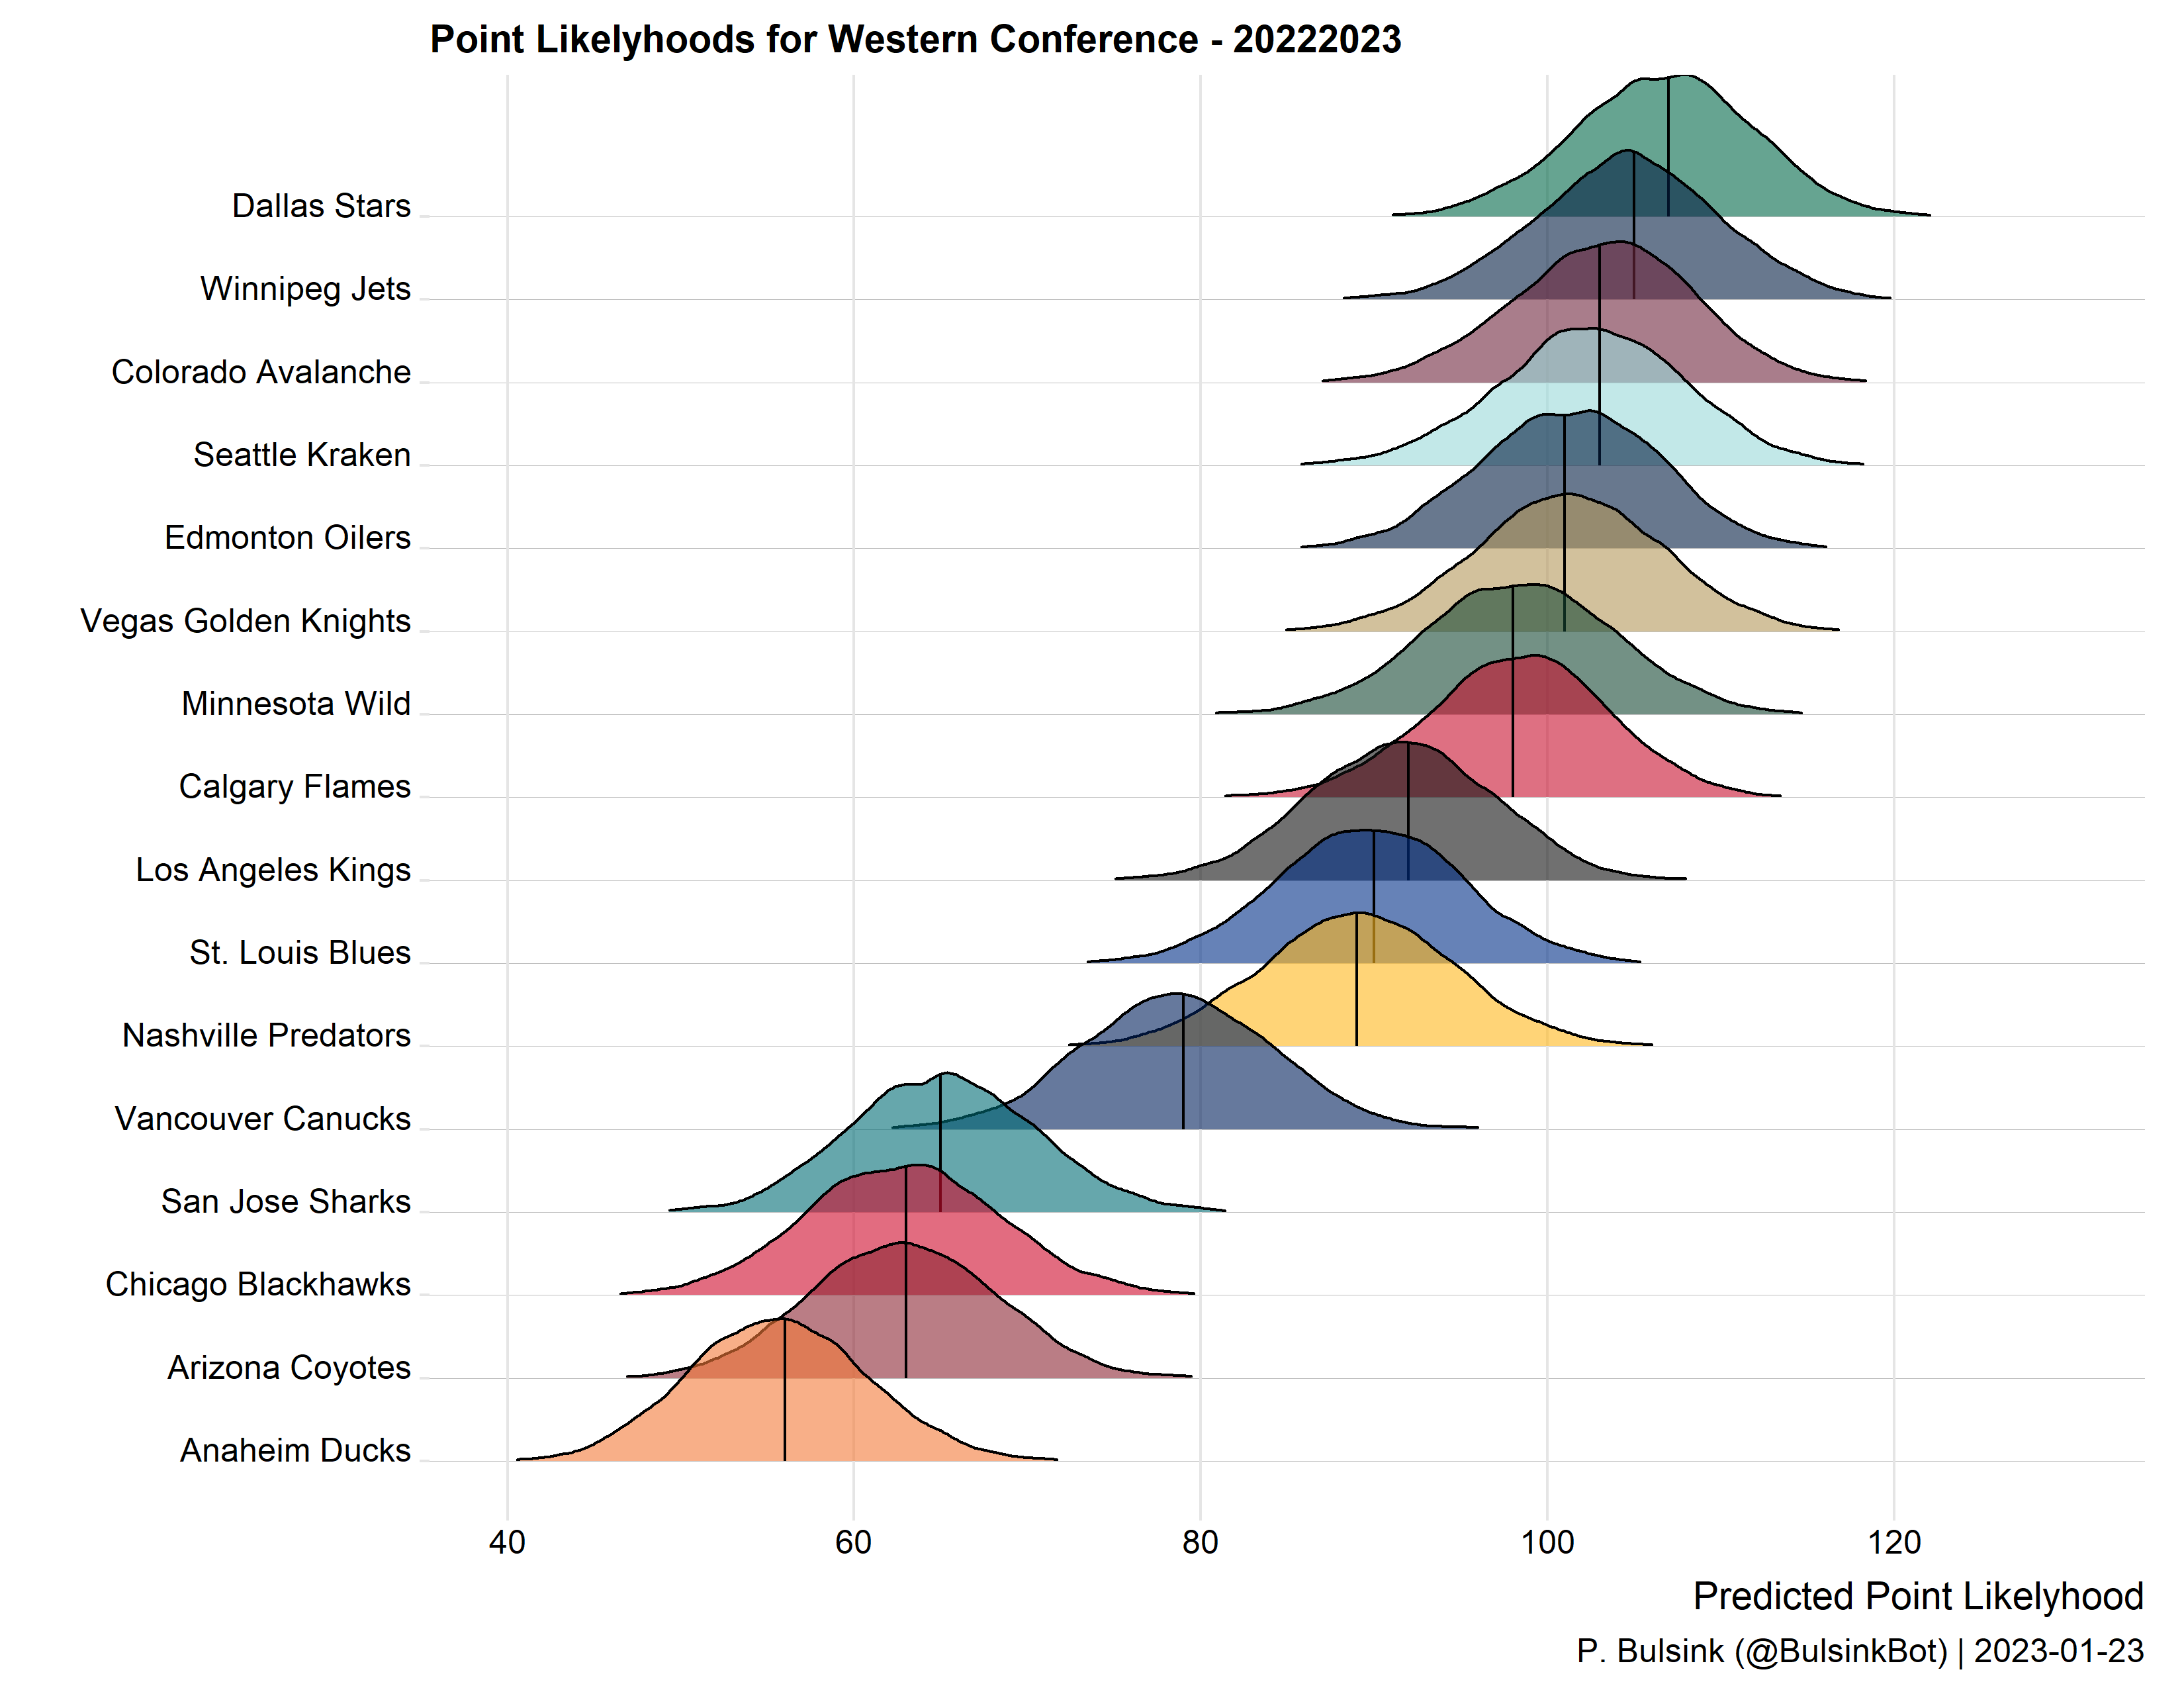 Point Likelyhoods for Western Conference - 20222023
Dallas Stars
Winnipeg Jets
Colorado Avalanche
Seattle Kraken
Edmonton Oilers
Vegas Golden Knights
Minnesota Wild
Calgary Flames
Los Angeles Kings
St. Louis Blues
Nashville Predators
Vancouver Canucks
San Jose Sharks
Chicago Blackhawks
Arizona Coyotes
Anaheim Ducks
40 60 80 100 120
Predicted Point Likelyhood
P. Bulsink (@BulsinkBot) | 2023-01-23